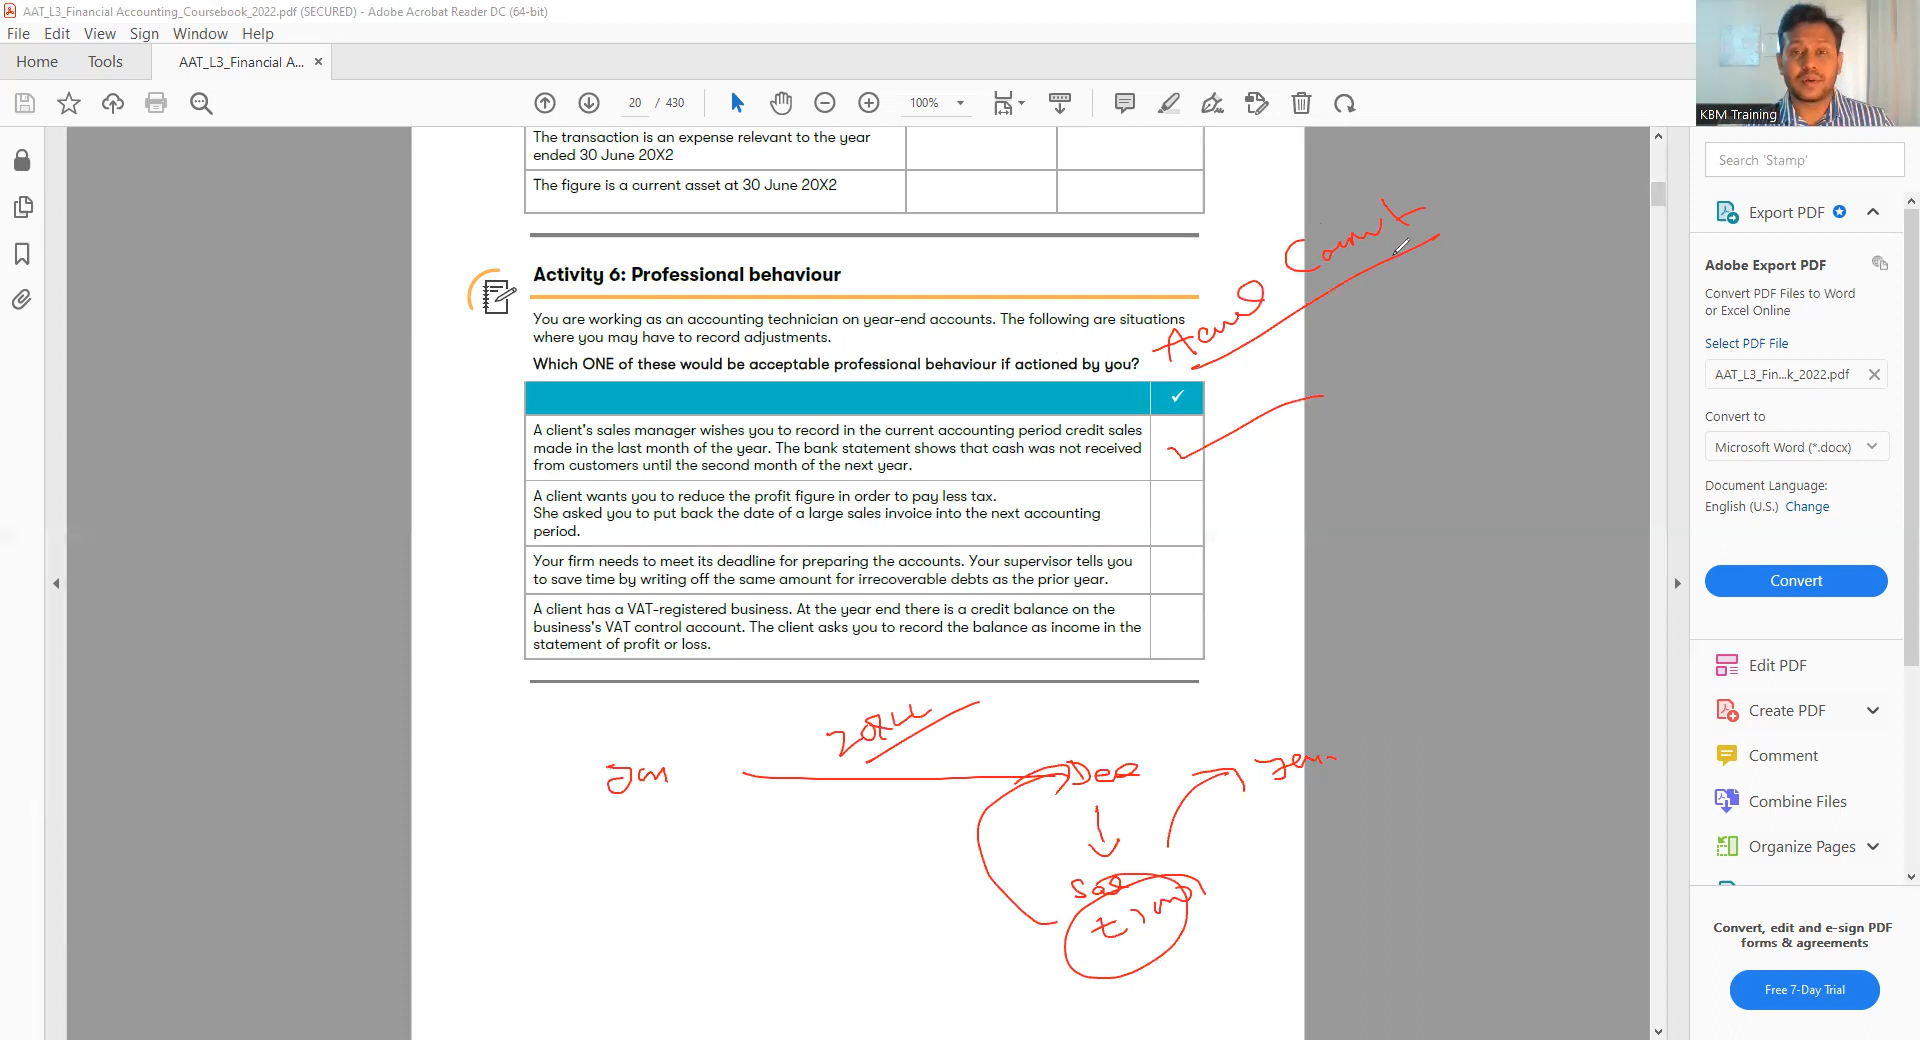 AAT_L3_Financial Accounting_Coursebook_2022.pdf (SECURED) - Adobe Acrobat Reader DC (64-bit)
File Edit View Sign Window Help
Home Tools AAT_L3_Financial A... ×
20 / 430 100%
KBM Training
The transaction is an expense relevant to the year
ended 30 June 20X2
The figure is a current asset at 30 June 20X2
Activity 6: Professional behaviour
You are working as an accounting technician on year-end accounts. The following are situations
where you may have to record adjustments.
Which ONE of these would be acceptable professional behaviour if actioned by you?
A client's sales manager wishes you to record in the current accounting period credit sales
made in the last month of the year. The bank statement shows that cash was not received
from customers until the second month of the next year.
A client wants you to reduce the profit figure in order to pay less tax.
She asked you to put back the date of a large sales invoice into the next accounting
period.
Your firm needs to meet its deadline for preparing the accounts. Your supervisor tells you
to save time by writing off the same amount for irrecoverable debts as the prior year.
A client has a VAT-registered business. At the year end there is a credit balance on the
business's VAT control account. The client asks you to record the balance as income in the
statement of profit or loss.
Jan
Dec
Search 'Stamp'
Export PDF
Adobe Export PDF
Convert PDF Files to Word
or Excel Online
Select PDF File
AAT_L3_Fin...k_2022.pdf
Convert to
Microsoft Word (*.docx)
Document Language:
English (U.S.) Change
Convert
Edit PDF
Create PDF
Comment
Combine Files
Organize Pages
Convert, edit and e-sign PDF
forms & agreements
Free 7-Day Trial